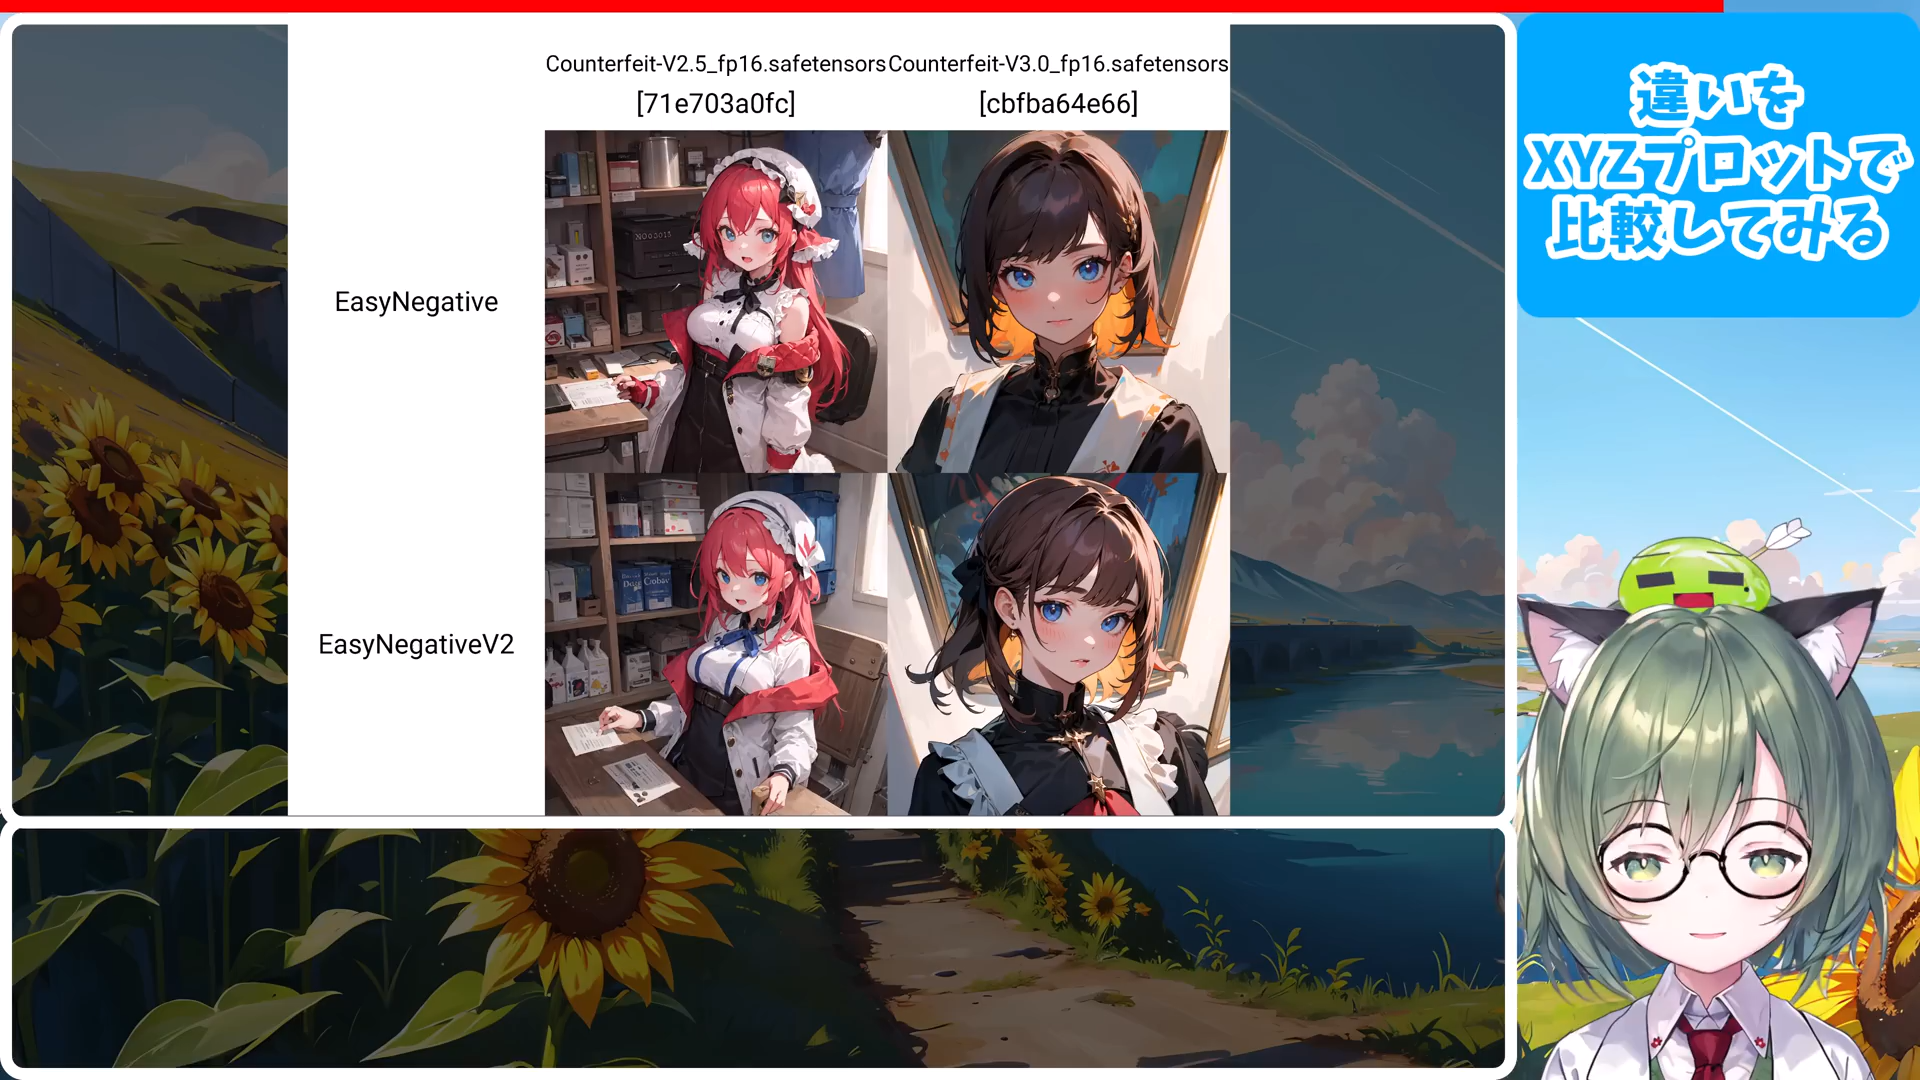 Counterfeit-V2.5_fp16.safetensors
[71e703a0fc]
Counterfeit-V3.0_fp16.safetensors
[cbfba64e66]
EasyNegative
EasyNegativeV2
違いを
XYZプロットで
比較してみる